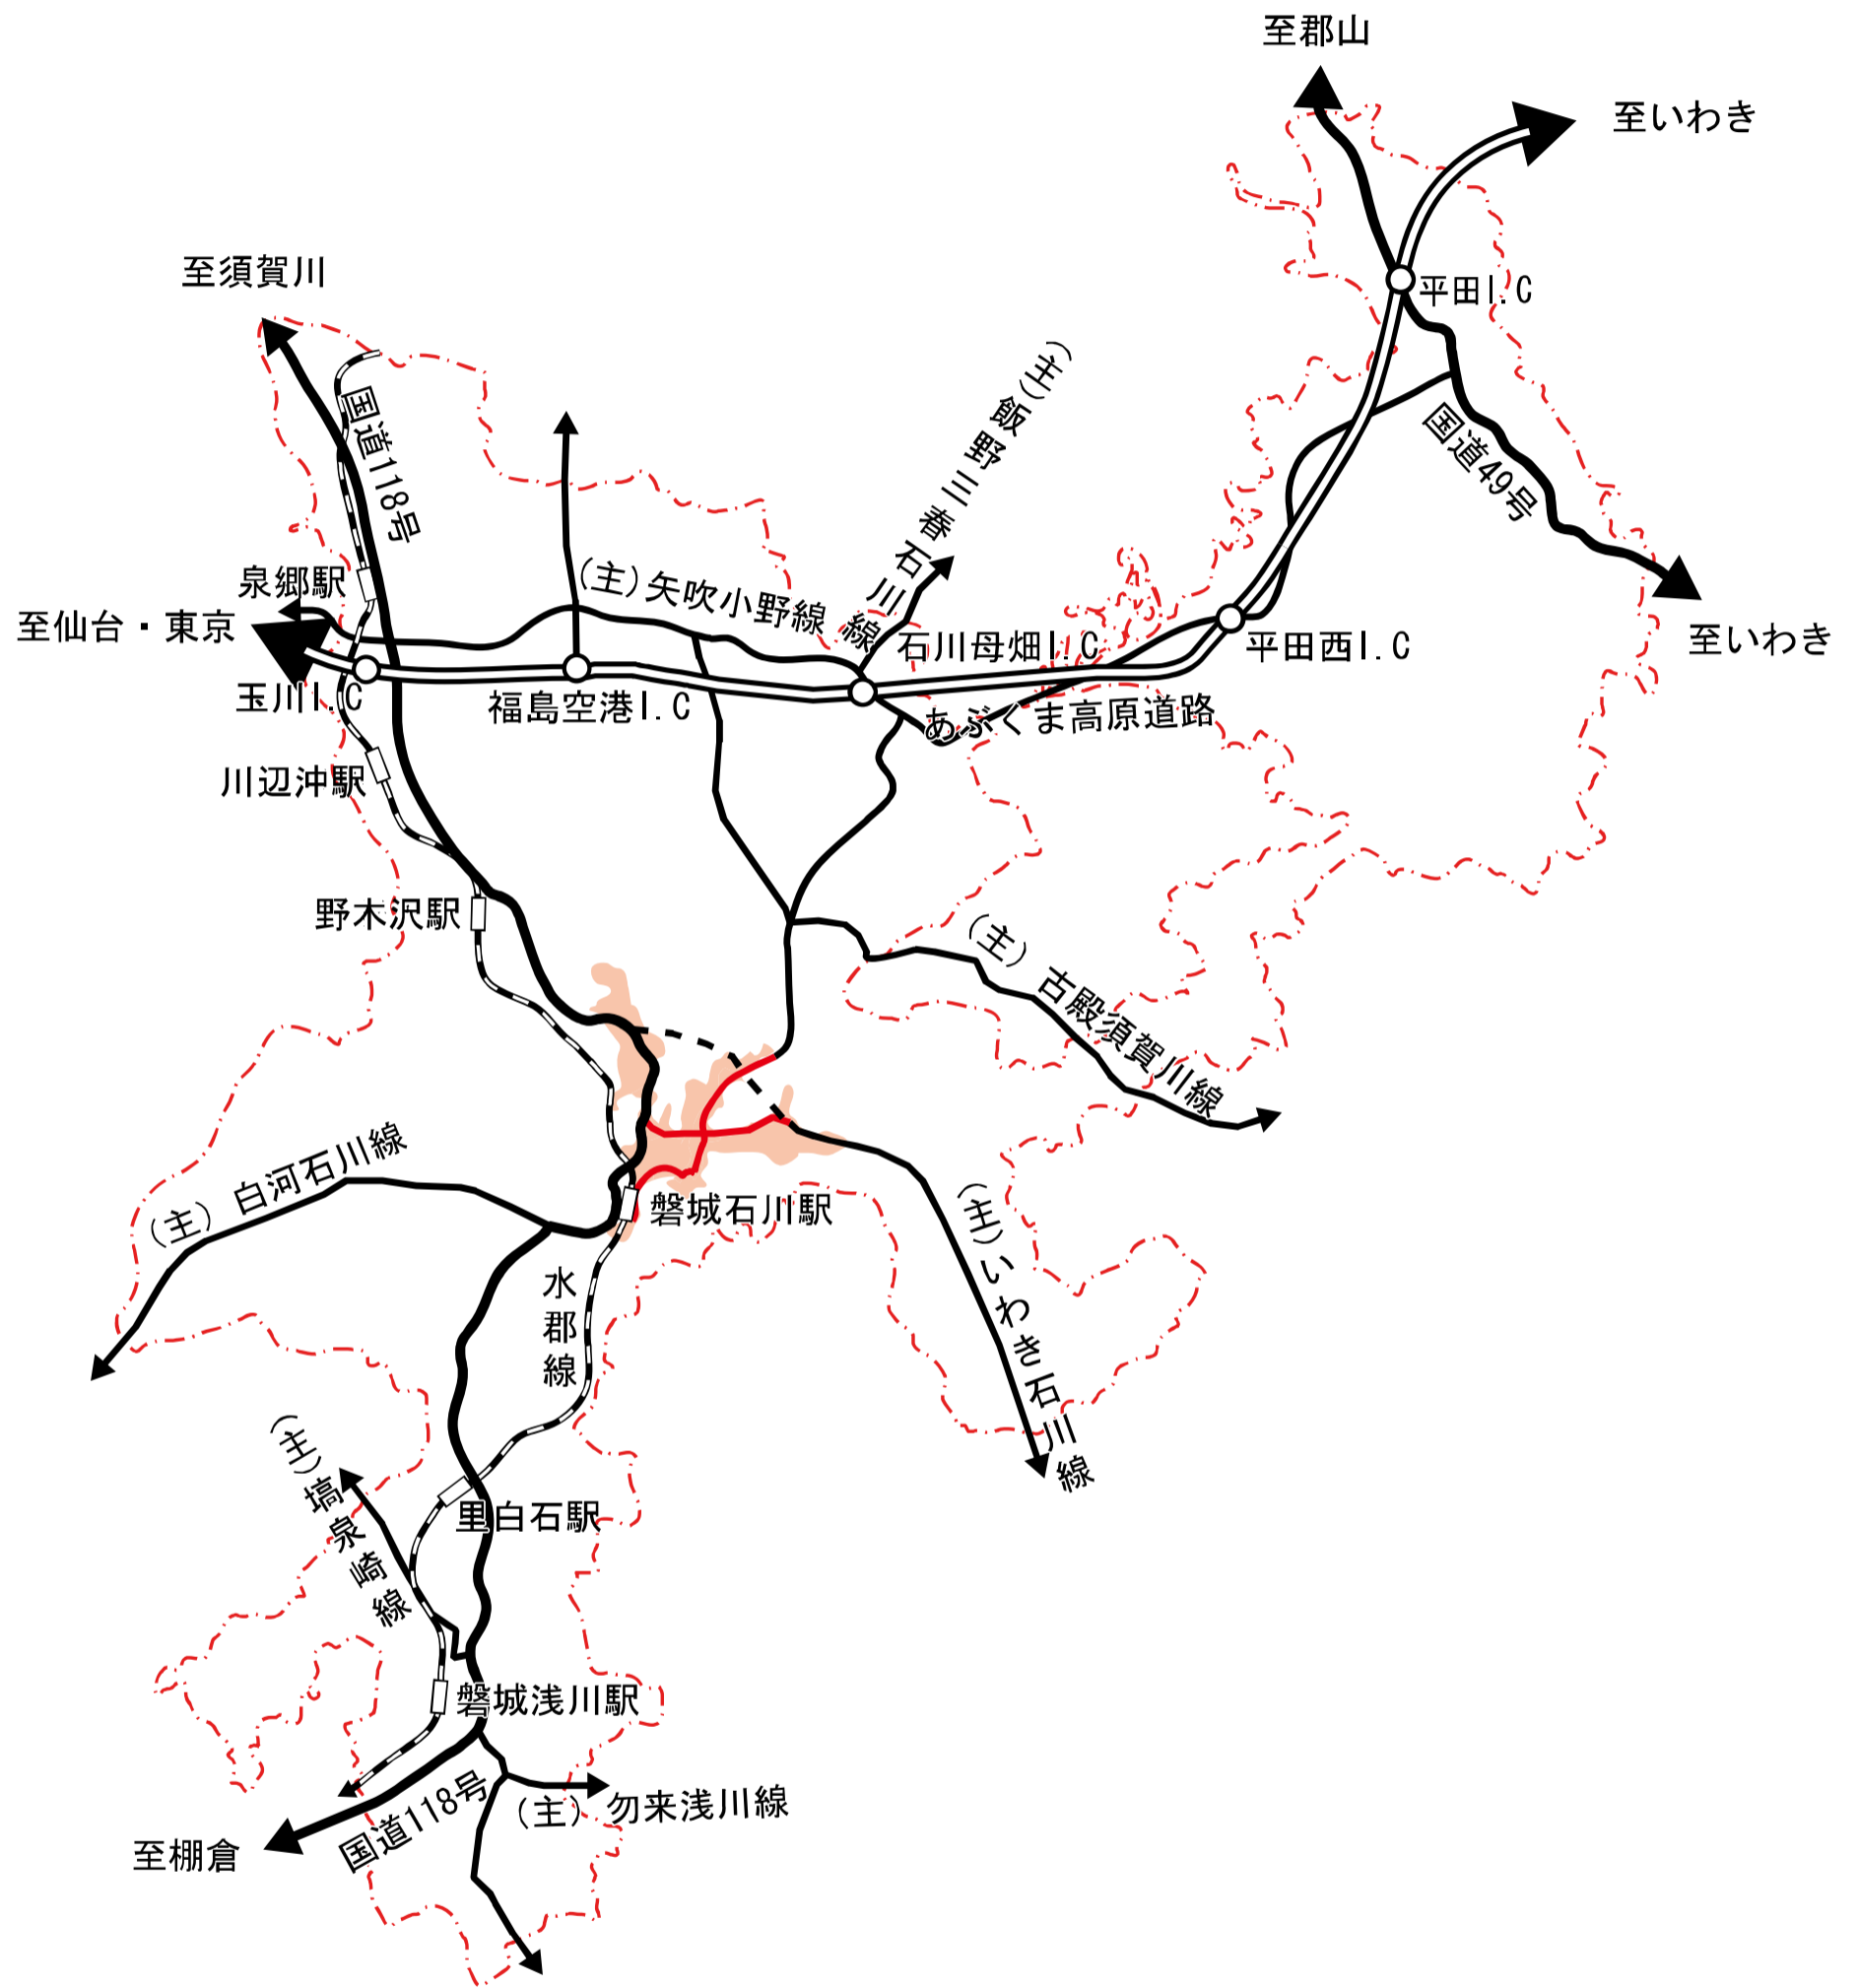 至郡山
至いわき
至須賀川
平田I.C
国道118号
(主)飯野三春石川線
国道49号
泉郷駅
(主)矢吹小野線
至仙台・東京
石川母畑I.C
平田西I.C
至いわき
玉川I.C
福島空港I.C
あぶくま高原道路
川辺沖駅
野木沢駅
(主)古殿須賀川線
(主)白河石川線
磐城石川駅
(主)いわき石川線
水郡線
(主)塙泉崎線
里白石駅
磐城浅川駅
国道118号
(主)勿来浅川線
至棚倉